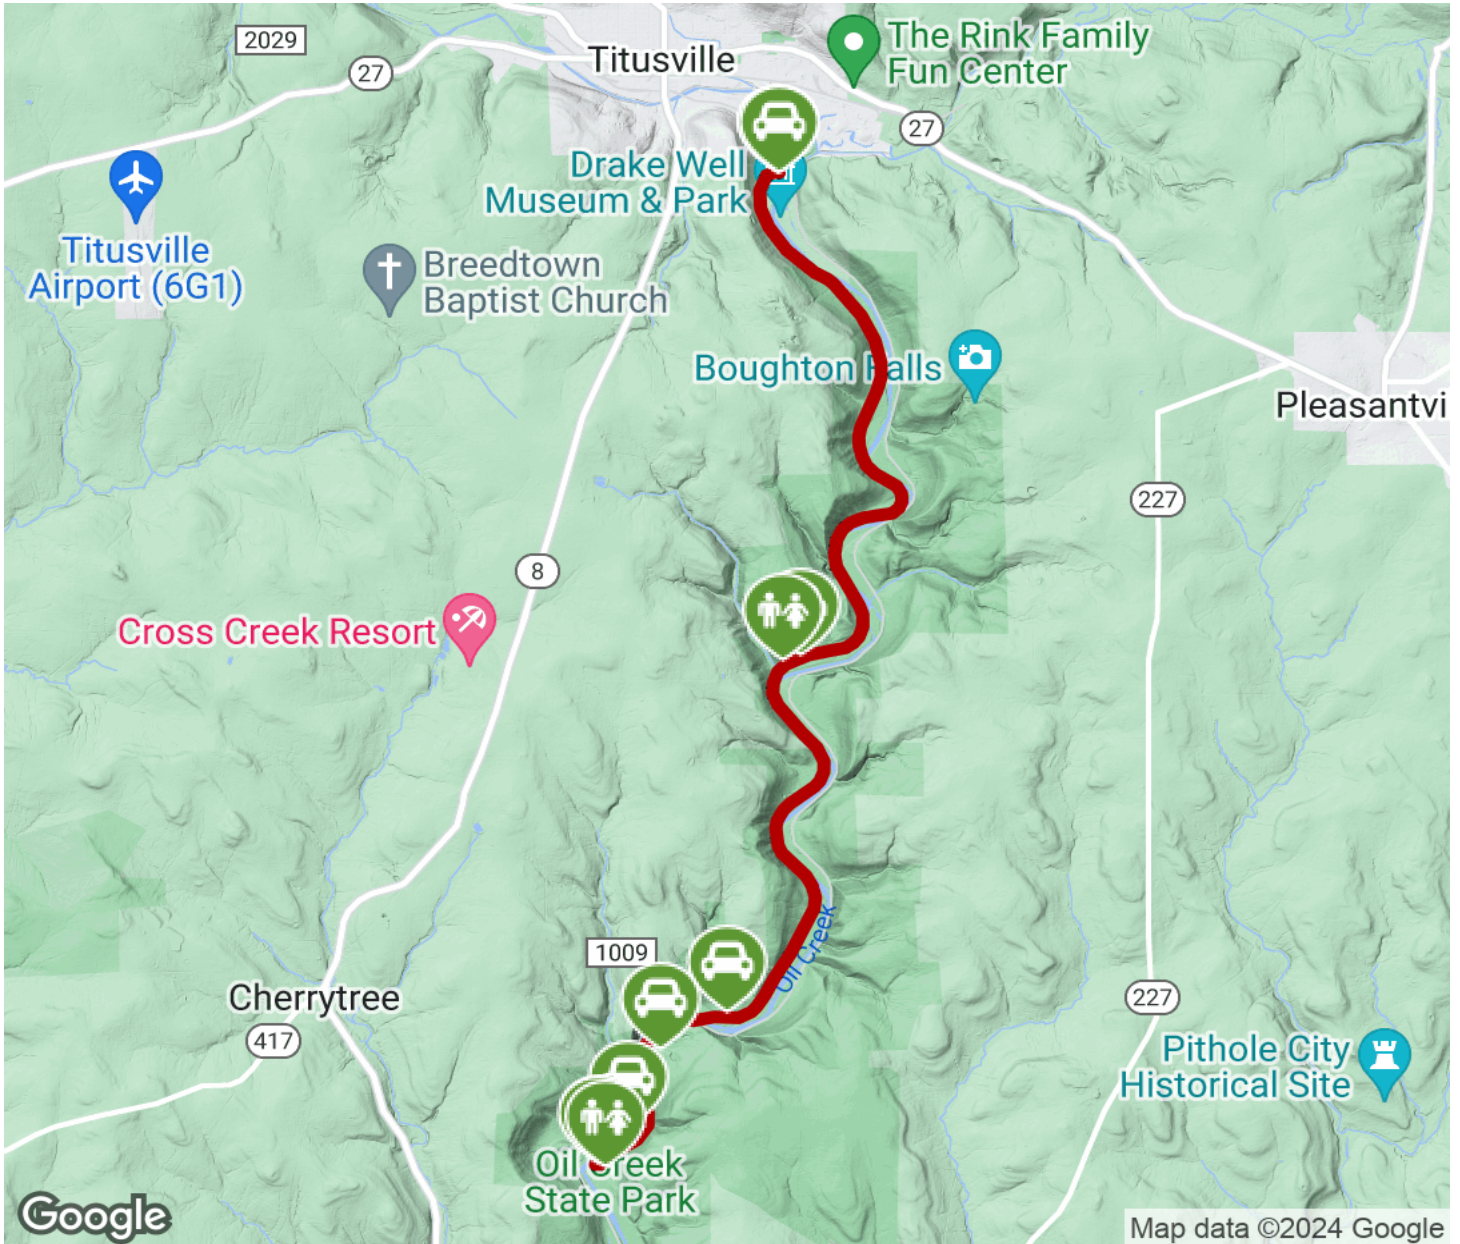 2029
27
Titusville
The Rink Family
Fun Center
27
Drake Well
Museum & Park
Titusville
Airport (6G1)
Breedtown
Baptist Church
Boughton Falls
Pleasantvi
227
8
Cross Creek Resort
Oil Creek
1009
Cherrytree
417
227
Pithole City
Historical Site
Oil Creek
State Park
Google
Map data ©2024 Google